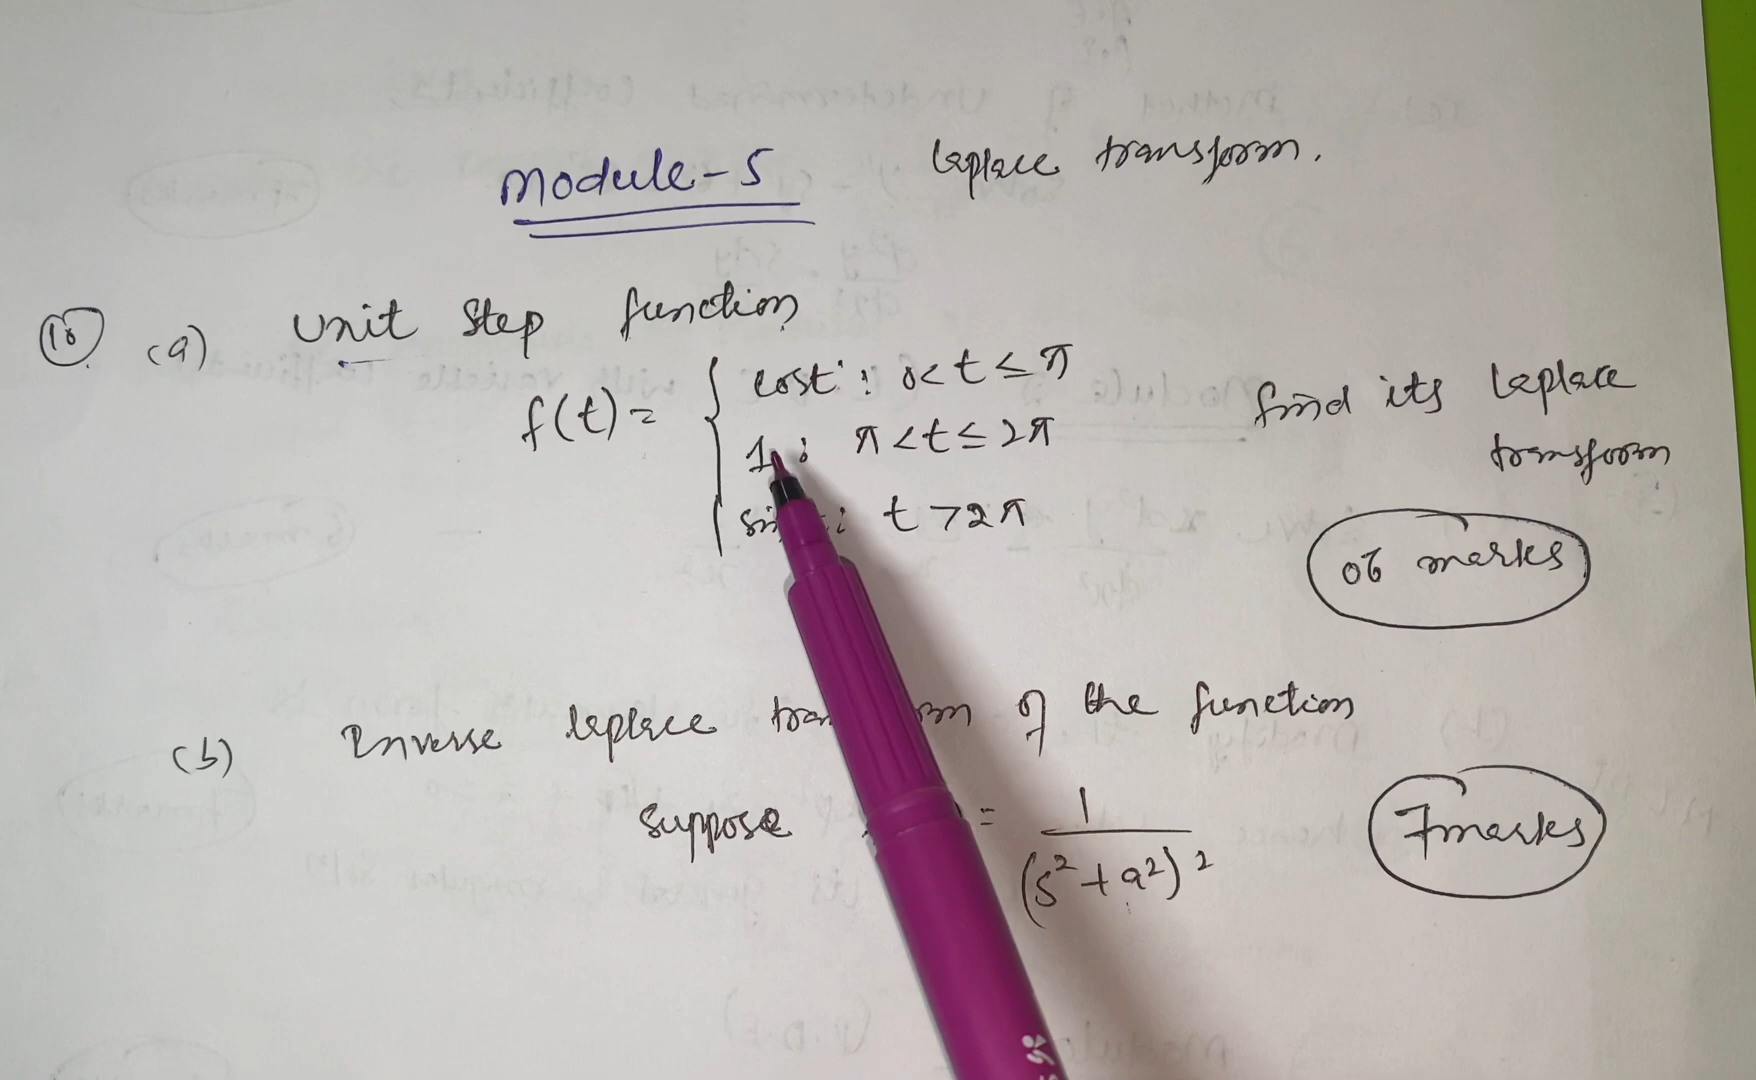 Module-5 Laplace transform.
10 (a) Unit Step function
f(t) = { cost : 0<t≤π find its Laplace
1 : π<t≤2π transform
: t>2π
06 marks
(b) Inverse Laplace of the function
Suppose = 1
(s²+a²)²
7marks